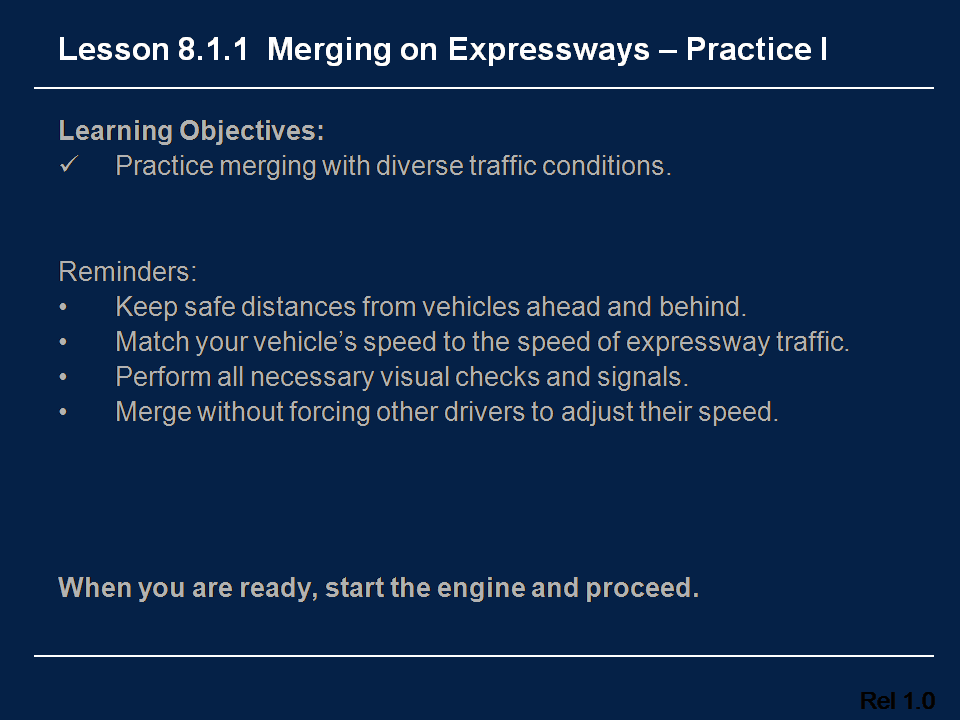 Lesson 8.1.1 Merging on Expressways – Practice I
Learning Objectives:
✓ Practice merging with diverse traffic conditions.
Reminders:
• Keep safe distances from vehicles ahead and behind.
• Match your vehicle’s speed to the speed of expressway traffic.
• Perform all necessary visual checks and signals.
• Merge without forcing other drivers to adjust their speed.
When you are ready, start the engine and proceed.
Rel 1.0